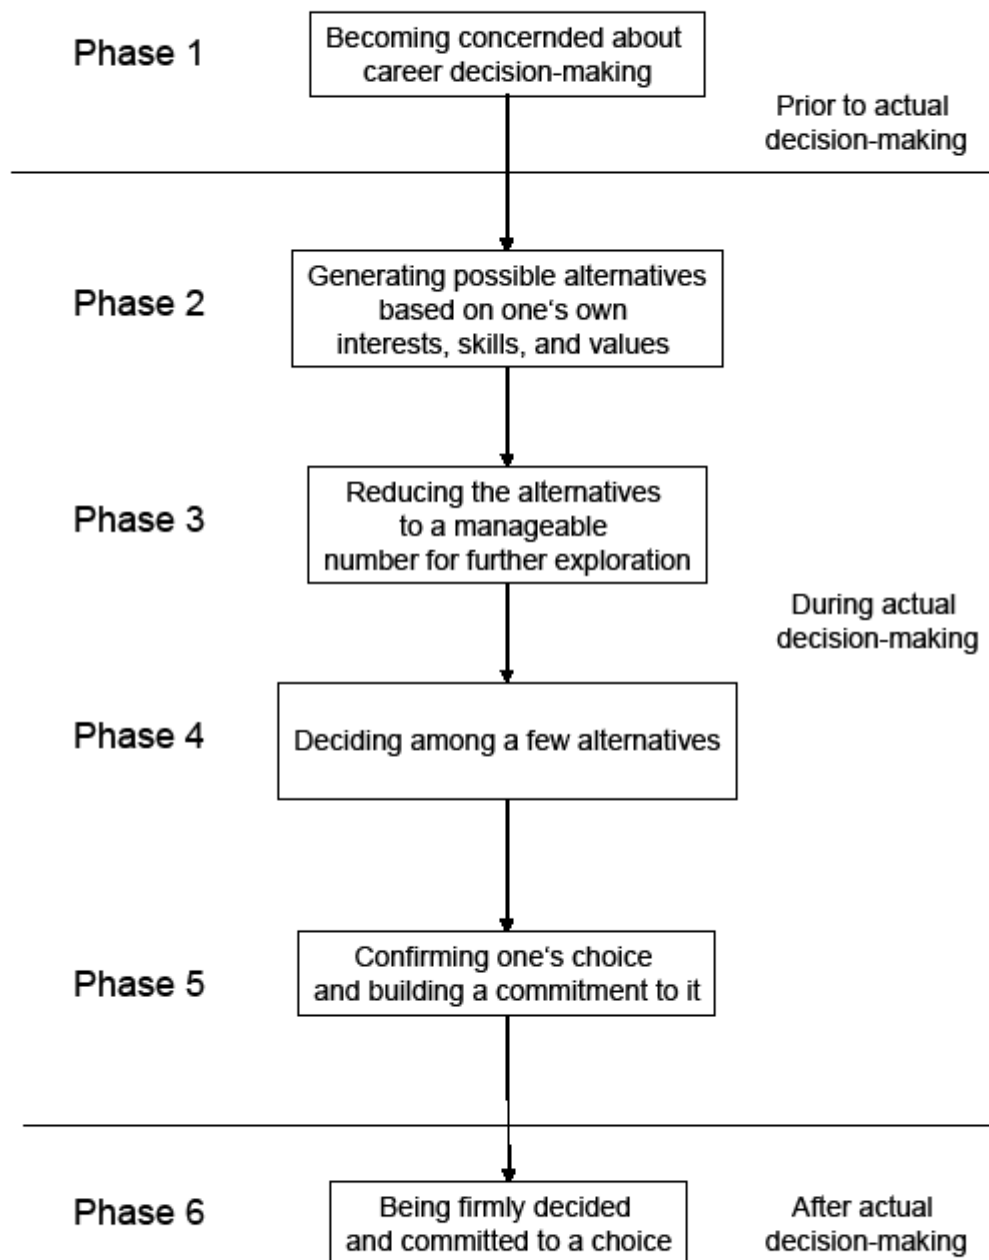 Phase 1
Becoming concernded about
career decision-making
Prior to actual
decision-making
Phase 2
Generating possible alternatives
based on one‘s own
interests, skills, and values
Phase 3
Reducing the alternatives
to a manageable
number for further exploration
During actual
decision-making
Phase 4
Deciding among a few alternatives
Phase 5
Confirming one‘s choice
and building a commitment to it
Phase 6
Being firmly decided
and committed to a choice
After actual
decision-making